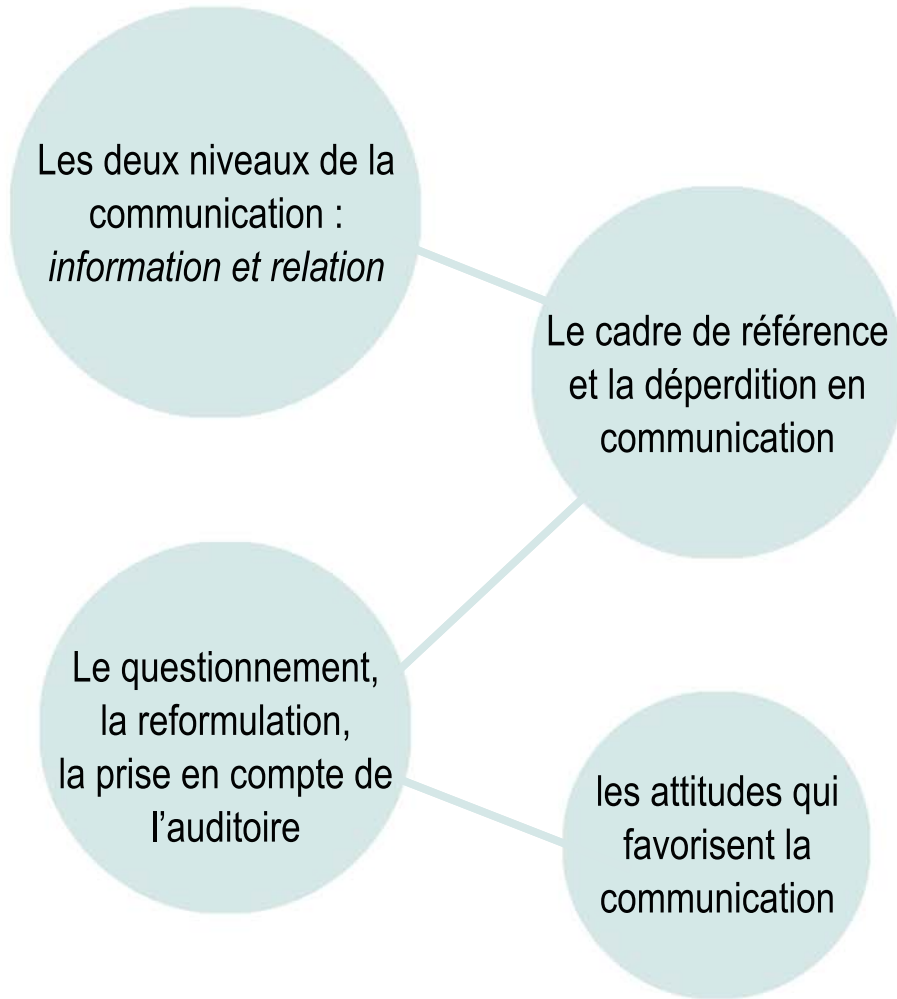 Les deux niveaux de la
communication :
information et relation
Le cadre de référence
et la déperdition en
communication
Le questionnement,
la reformulation,
la prise en compte de
l’auditoire
les attitudes qui
favorisent la
communication